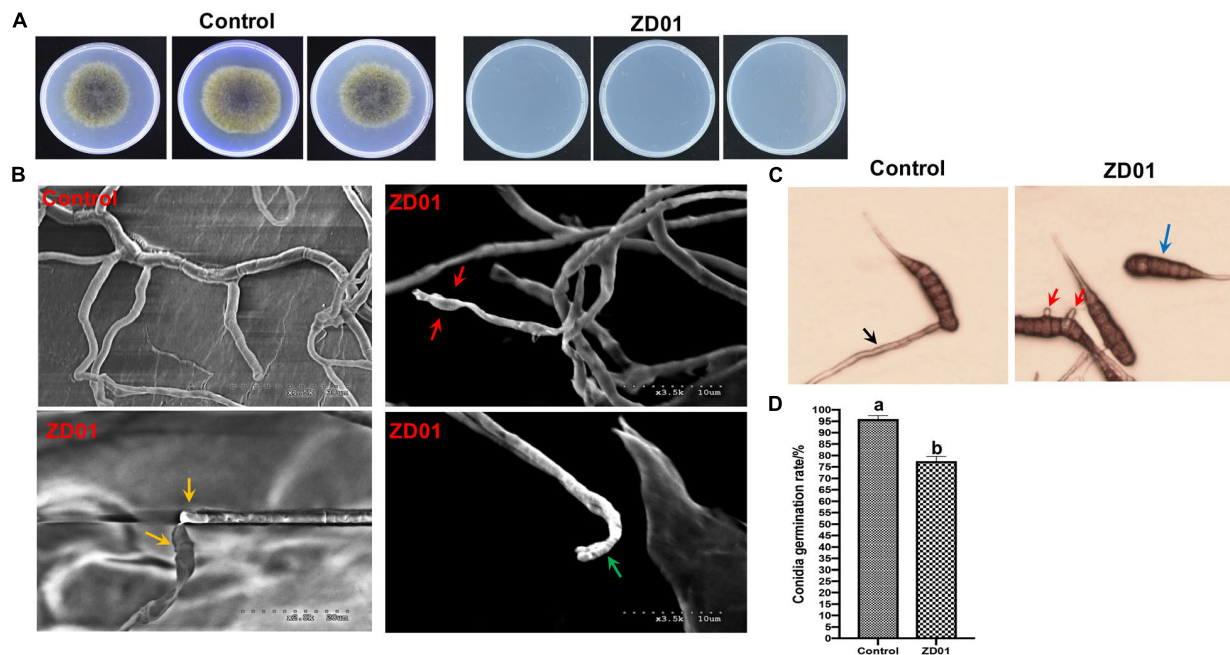 A
Control
ZD01
B
Control
ZD01
ZD01
x3.5k 10um
ZD01
x3.5k 10um
C
Control
ZD01
D
Conidia germination rate/%
100
95
90
85
80
75
70
65
60
55
50
45
40
35
30
25
20
15
10
5
0
a
b
Control
ZD01